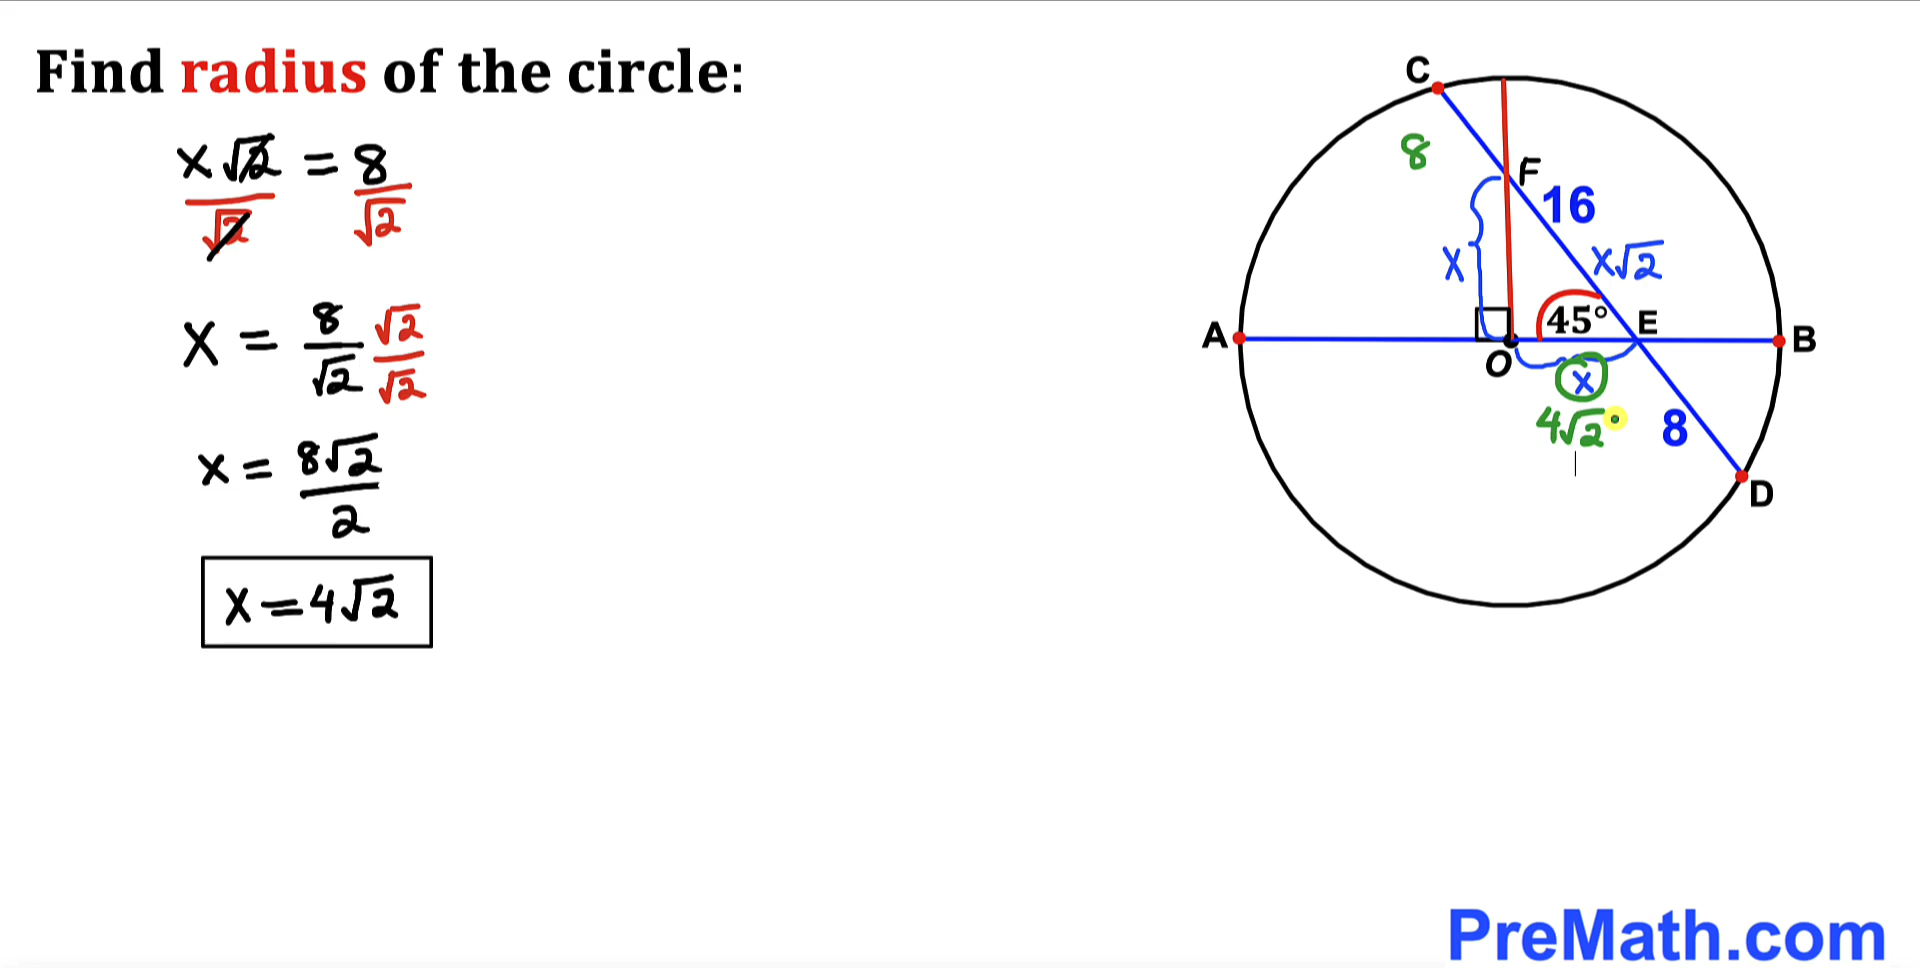 Find radius of the circle:
x√2 = 8
√2 √2
x = 8 √2
√2 √2
x = 8√2
2
x = 4√2
C
8
F
16
x
x√2
45°
E
A
B
O
x
4√2
8
D
PreMath.com